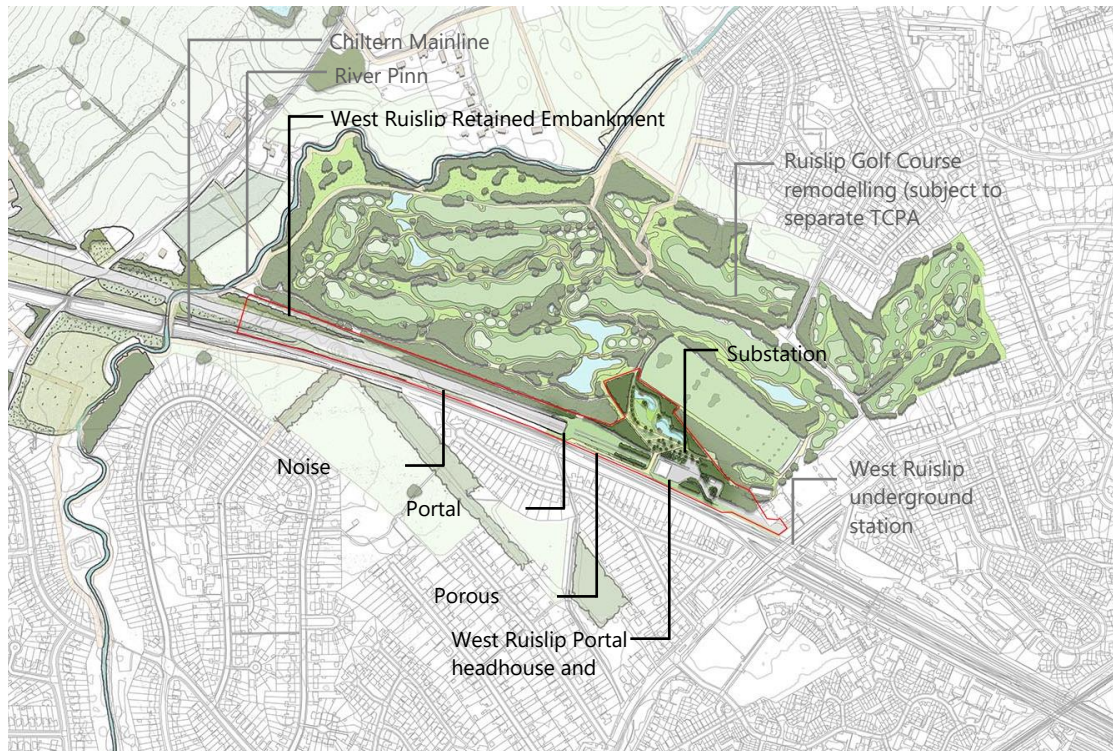 Chiltern Mainline
River Pinn
West Ruislip Retained Embankment
Ruislip Golf Course
remodelling (subject to
separate TCPA
Substation
West Ruislip
underground
station
Noise
Portal
Porous
West Ruislip Portal
headhouse and